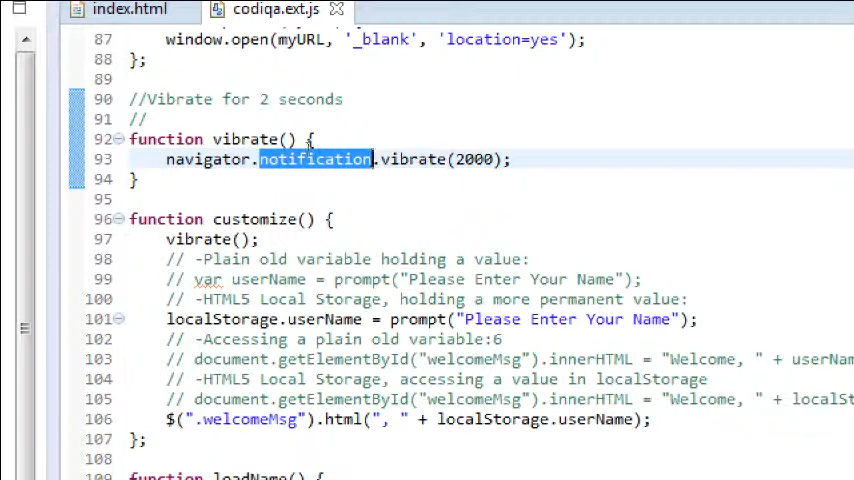 index.html codiqa.ext.js
87 window.open(myURL, '_blank', 'location=yes');
88 };
89
90 //Vibrate for 2 seconds
91 //
92 function vibrate() {
93 navigator.notification.vibrate(2000);
94 }
95
96 function customize() {
97 vibrate();
98 // -Plain old variable holding a value:
99 // var userName = prompt("Please Enter Your Name");
100 // -HTML5 Local Storage, holding a more permanent value:
101 localStorage.userName = prompt("Please Enter Your Name");
102 // -Accessing a plain old variable:6
103 // document.getElementById("welcomeMsg").innerHTML = "Welcome, " + userNam
104 // -HTML5 Local Storage, accessing a value in localStorage
105 // document.getElementById("welcomeMsg").innerHTML = "Welcome, " + localSt
106 $(".welcomeMsg").html(", " + localStorage.userName);
107 };
108
109 function loadName() {